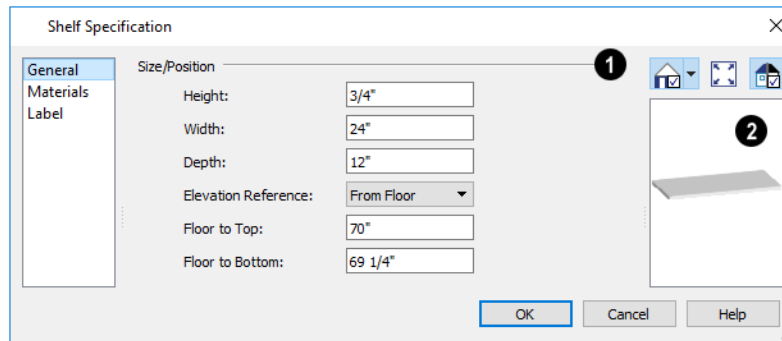 Shelf Specification
General
Materials
Label
Size/Position
1
Height: 3/4"
Width: 24"
Depth: 12"
Elevation Reference: From Floor
Floor to Top: 70"
Floor to Bottom: 69 1/4"
2
OK Cancel Help